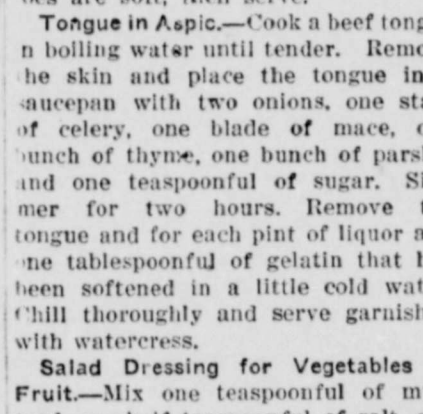 Tongue in Aspic.—Cook a beef tong
n boiling water until tender. Remo
he skin and place the tongue in
saucepan with two onions, one sta
of celery, one blade of mace, o
bunch of thyme, one bunch of pars
and one teaspoonful of sugar. Si
mer for two hours. Remove t
tongue and for each pint of liquor a
one tablespoonful of gelatin that h
been softened in a little cold wat
Chill thoroughly and serve garnish
with watercress.
Salad Dressing for Vegetables
Fruit.—Mix one teaspoonful of m